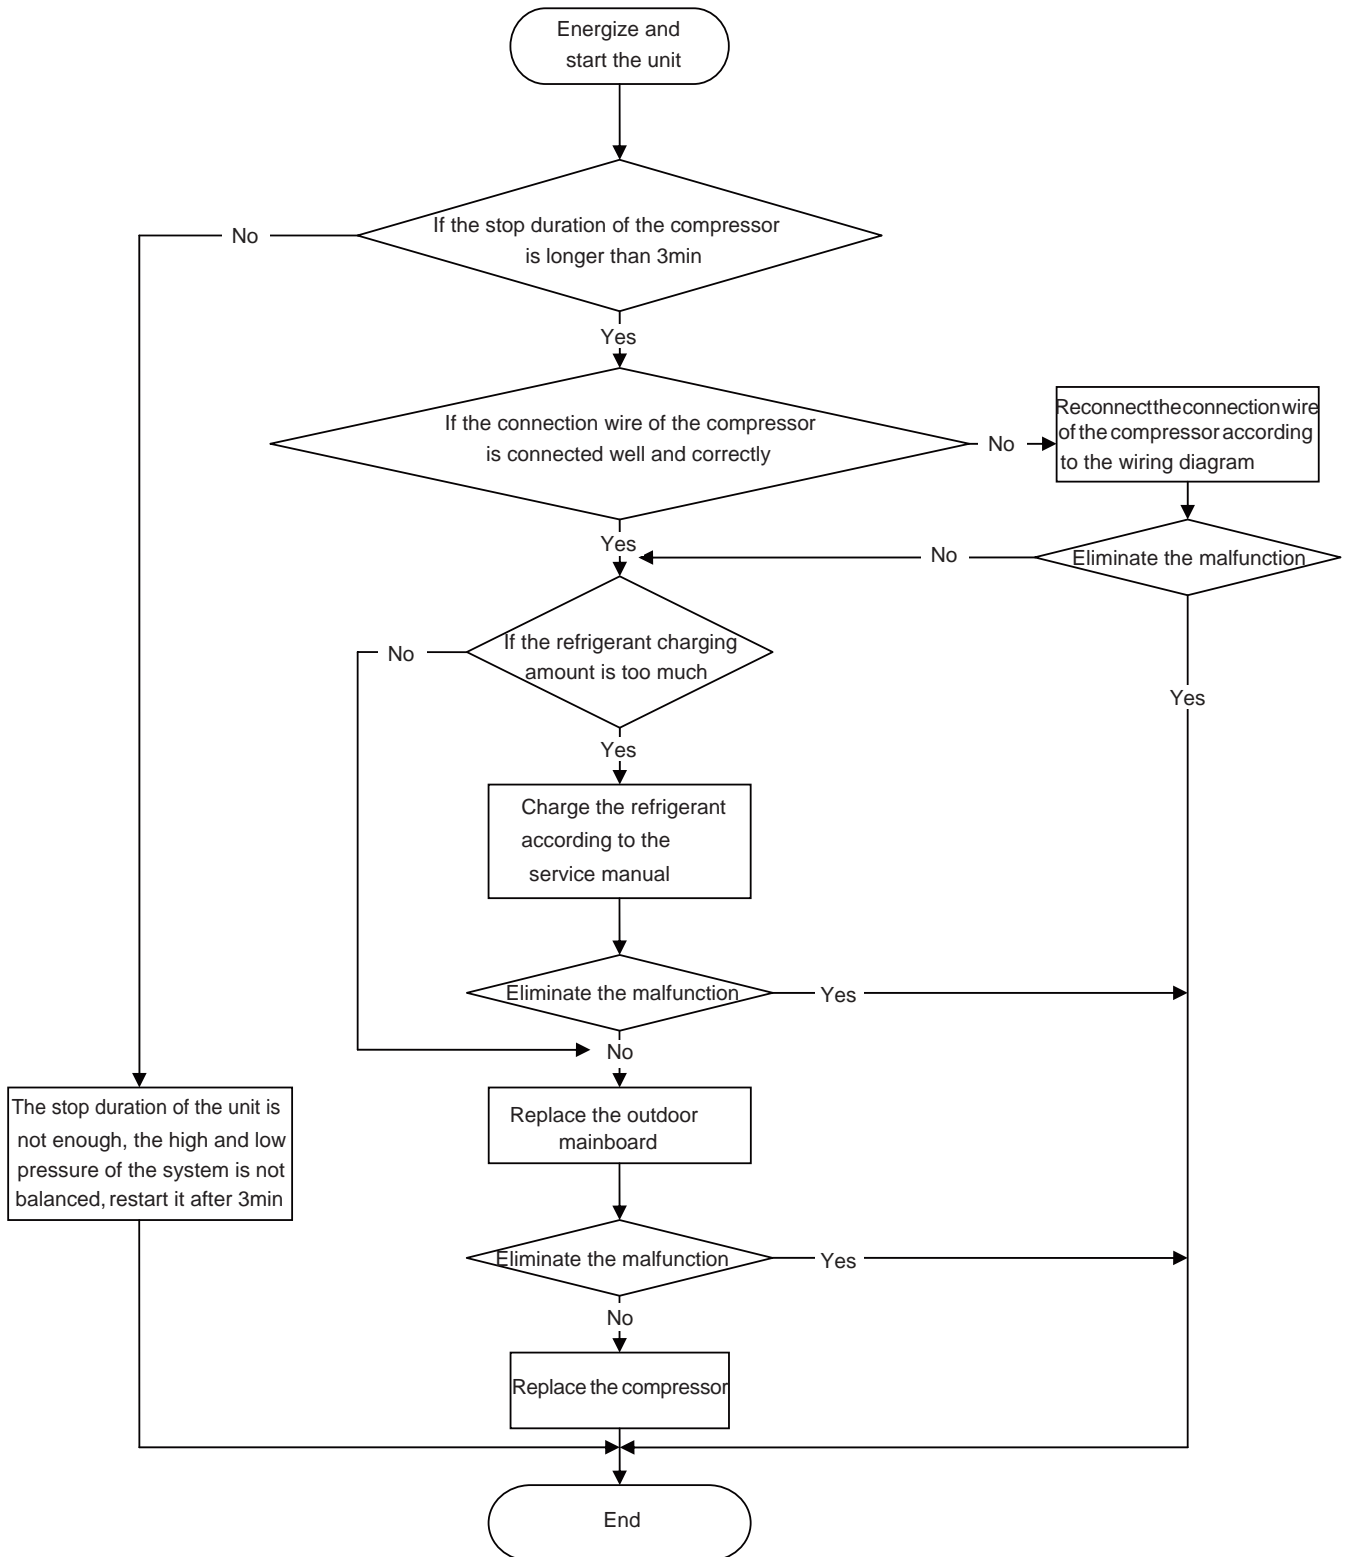 Energize and
start the unit
If the stop duration of the compressor
is longer than 3min
No
Yes
If the connection wire of the compressor
is connected well and correctly
No
Reconnect the connection wire
of the compressor according
to the wiring diagram
Yes
No
Eliminate the malfunction
If the refrigerant charging
amount is too much
No
Yes
Yes
Charge the refrigerant
according to the
service manual
Eliminate the malfunction
Yes
No
The stop duration of the unit is
not enough, the high and low
pressure of the system is not
balanced, restart it after 3min
Replace the outdoor
mainboard
Eliminate the malfunction
Yes
No
Replace the compressor
End